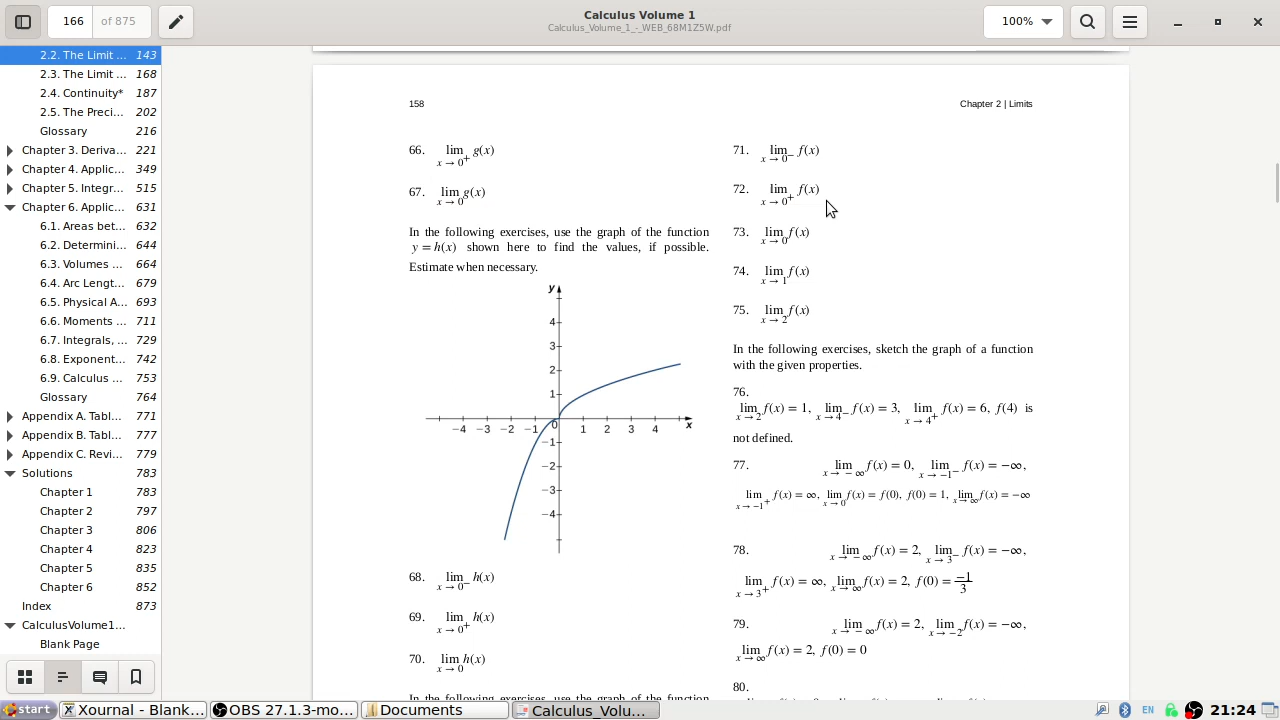 166 of 875
Calculus Volume 1
Calculus_Volume_1_-_WEB_68M1Z5W.pdf
100%
2.2. The Limit ... 143
2.3. The Limit ... 168
2.4. Continuity* 187
2.5. The Preci... 202
Glossary 216
Chapter 3. Deriva... 221
Chapter 4. Applic... 349
Chapter 5. Integr... 515
Chapter 6. Applic... 631
6.1. Areas bet... 632
6.2. Determini... 644
6.3. Volumes ... 664
6.4. Arc Lengt... 679
6.5. Physical A... 693
6.6. Moments ... 711
6.7. Integrals, ... 729
6.8. Exponent... 742
6.9. Calculus ... 753
Glossary 764
Appendix A. Tabl... 771
Appendix B. Tabl... 777
Appendix C. Revi... 779
Solutions 783
Chapter 1 783
Chapter 2 797
Chapter 3 806
Chapter 4 823
Chapter 5 835
Chapter 6 852
Index 873
CalculusVolume1...
Blank Page
158
Chapter 2 | Limits
66. lim x → 0⁺ g(x)
67. lim x → 0 g(x)
In the following exercises, use the graph of the function
y = h(x) shown here to find the values, if possible.
Estimate when necessary.
y
4
3
2
1
−4 −3 −2 −1 0 1 2 3 4 x
−1
−2
−3
−4
68. lim x → 0⁻ h(x)
69. lim x → 0⁺ h(x)
70. lim x → 0 h(x)
In the following exercises, use the graph of the function
71. lim x → 0⁻ f(x)
72. lim x → 0⁺ f(x)
73. lim x → 0 f(x)
74. lim x → 1 f(x)
75. lim x → 2 f(x)
In the following exercises, sketch the graph of a function
with the given properties.
76.
lim x → 2 f(x) = 1, lim x → 4⁻ f(x) = 3, lim x → 4⁺ f(x) = 6, f(4) is
not defined.
77. lim x → −∞ f(x) = 0, lim x → −1⁻ f(x) = −∞,
lim x → −1⁺ f(x) = ∞, lim x → 0 f(x) = f(0), f(0) = 1, lim x → ∞ f(x) = −∞
78. lim x → −∞ f(x) = 2, lim x → 3⁻ f(x) = −∞,
lim x → 3⁺ f(x) = ∞, lim x → ∞ f(x) = 2, f(0) = −1/3
79. lim x → −∞ f(x) = 2, lim x → −2 f(x) = −∞,
lim x → ∞ f(x) = 2, f(0) = 0
80.
start
Xournal - Blank...
OBS 27.1.3-mo...
Documents
Calculus_Volu...
EN
21:24